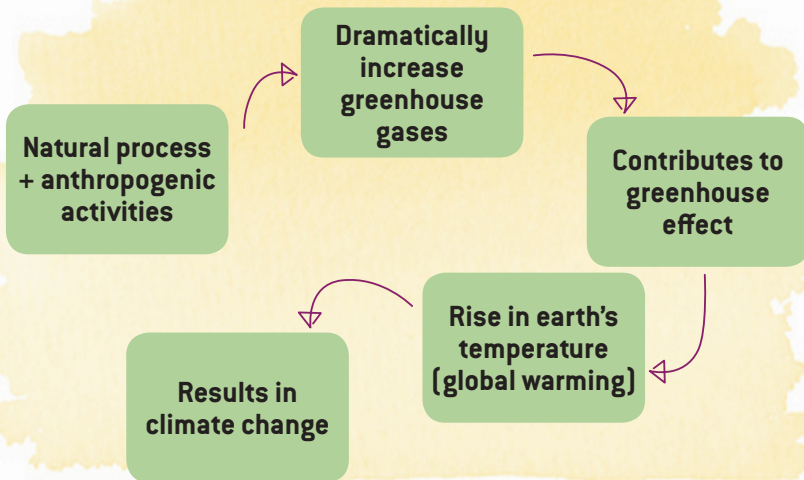 Natural process
+ anthropogenic
activities
Dramatically
increase
greenhouse
gases
Contributes to
greenhouse
effect
Rise in earth's
temperature
(global warming)
Results in
climate change